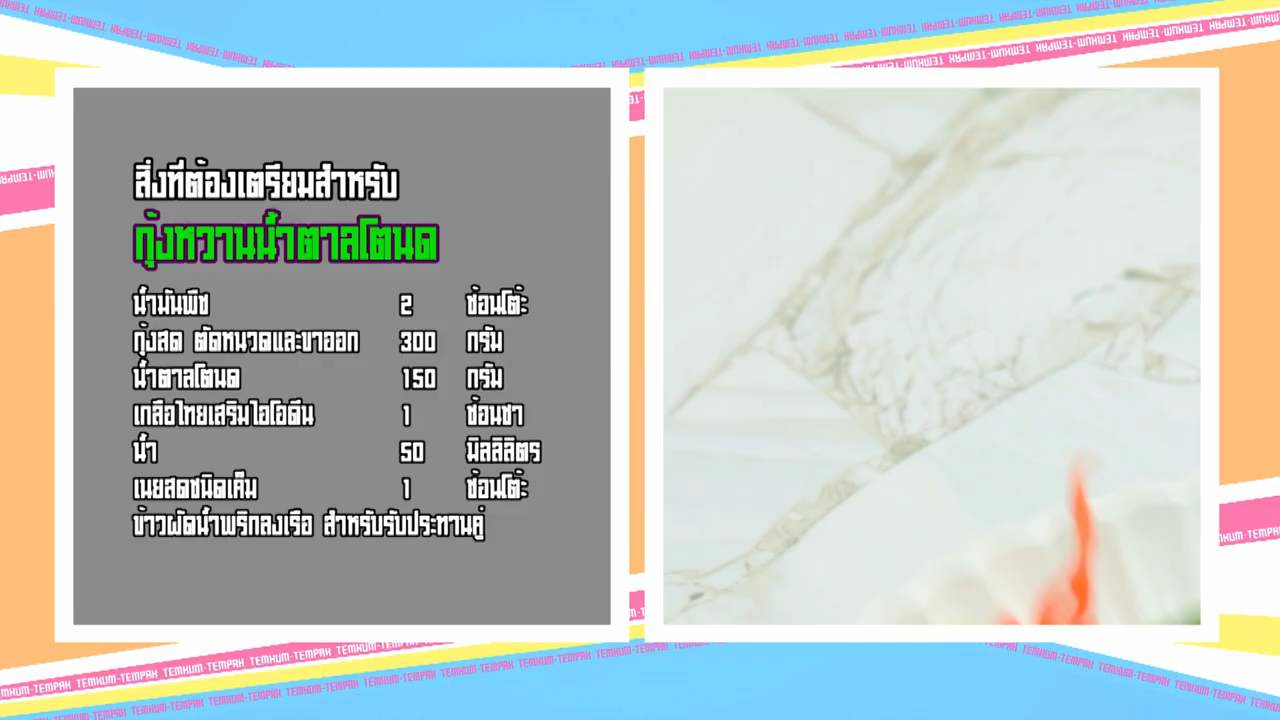 สิ่งที่ต้องเตรียมสำหรับ
กุ้งหวานน้ำตาลโตนด
น้ำมันพืช 2 ช้อนโต๊ะ
กุ้งสด ตัดหนวดและขาออก 300 กรัม
น้ำตาลโตนด 150 กรัม
เกลือไทยเสริมไอโอดีน 1 ช้อนชา
น้ำ 50 มิลลิลิตร
เนยสดชนิดเค็ม 1 ช้อนโต๊ะ
ข้าวผัดน้ำพริกลงเรือ สำหรับรับประทานคู่
TEMKUM-TEMPAK TEMKUM-TEMPAK TEMKUM-TEMPAK